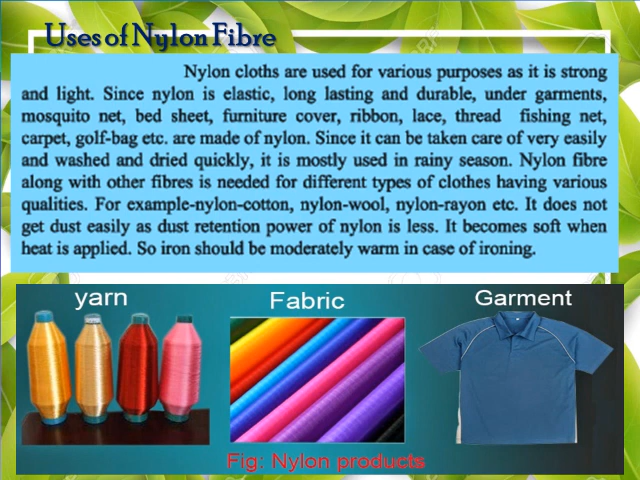 Uses of Nylon Fibre
Nylon cloths are used for various purposes as it is strong
and light. Since nylon is elastic, long lasting and durable, under garments,
mosquito net, bed sheet, furniture cover, ribbon, lace, thread fishing net,
carpet, golf-bag etc. are made of nylon. Since it can be taken care of very easily
and washed and dried quickly, it is mostly used in rainy season. Nylon fibre
along with other fibres is needed for different types of clothes having various
qualities. For example-nylon-cotton, nylon-wool, nylon-rayon etc. It does not
get dust easily as dust retention power of nylon is less. It becomes soft when
heat is applied. So iron should be moderately warm in case of ironing.
yarn
Fabric
Garment
Fig: Nylon products